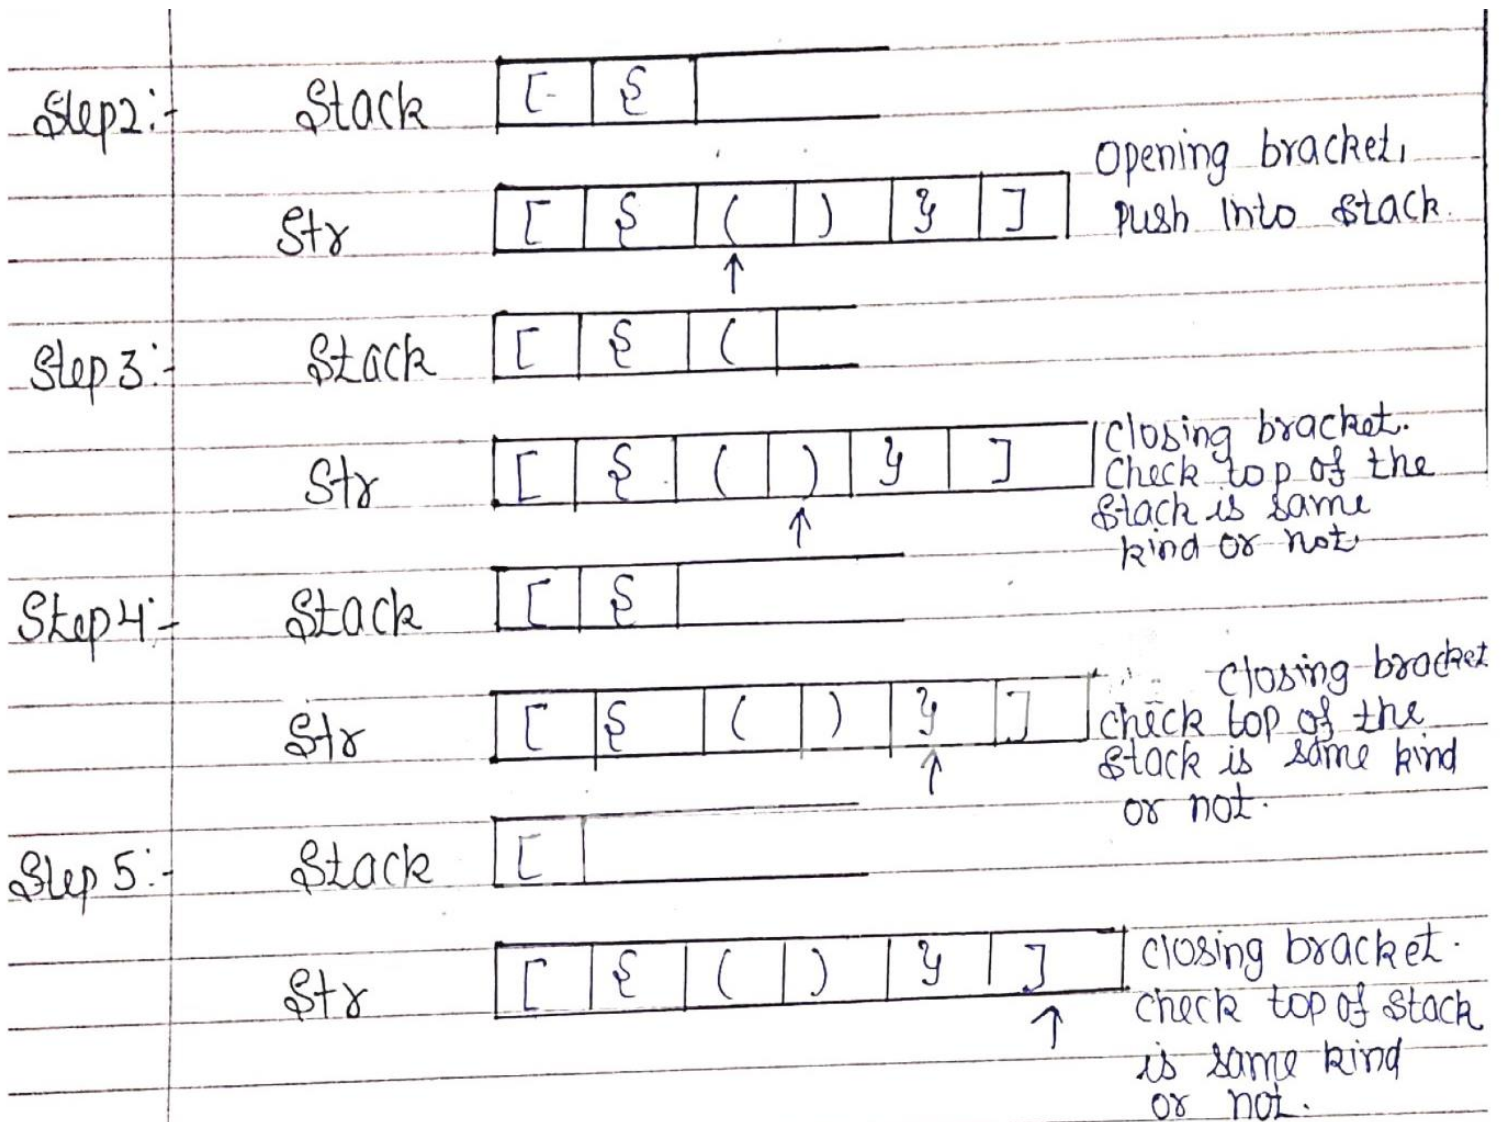 Step2:- Stack [ {
Str [ { ( ) } ] Opening bracket,
push into stack.
↑
Step 3:- Stack [ { (
Str [ { ( ) } ] closing bracket.
Check top of the
stack is same
kind or not.
↑
Step4:- Stack [ {
Str [ { ( ) } ] closing bracket
check top of the
stack is same kind
or not.
↑
Step 5:- Stack [
Str [ { ( ) } ] closing bracket.
check top of stack
is same kind
or not.
↑